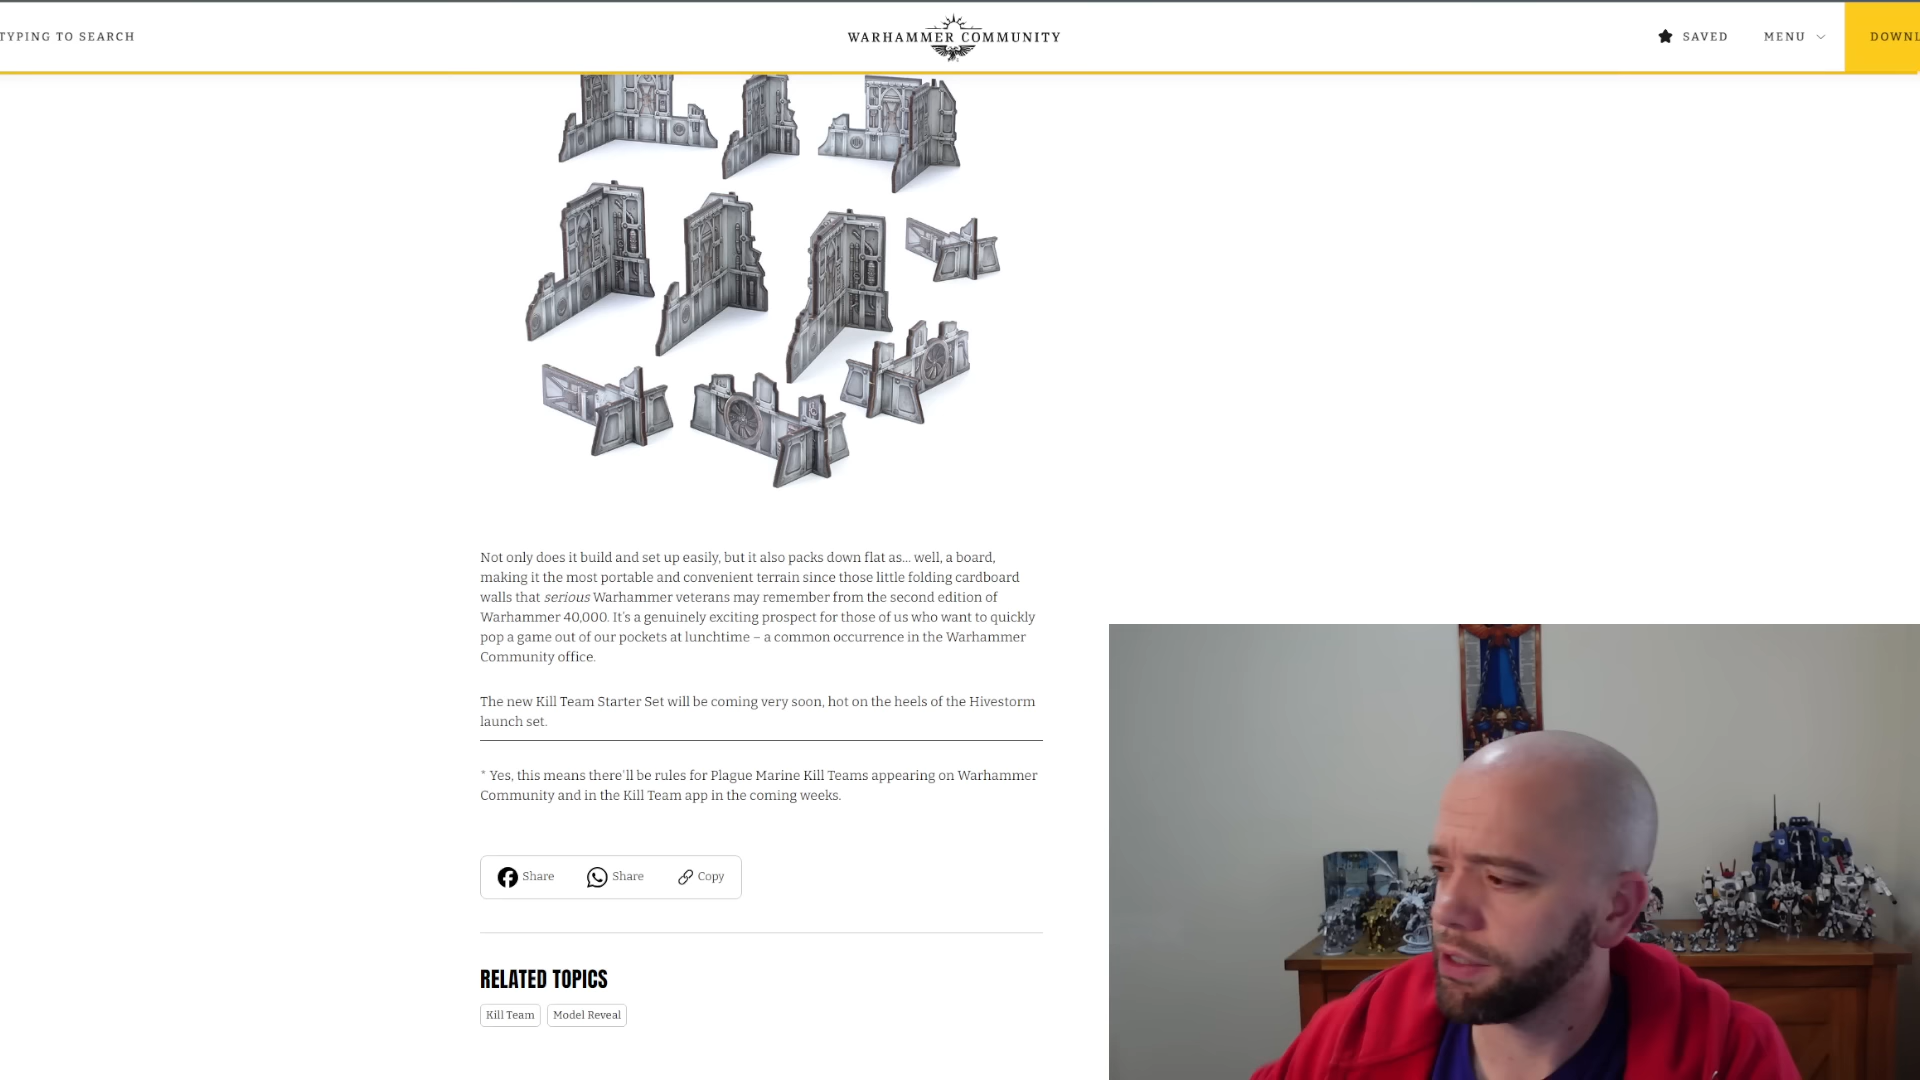 TYPING TO SEARCH
WARHAMMER COMMUNITY
SAVED
MENU
DOWNL
Not only does it build and set up easily, but it also packs down flat as... well, a board,
making it the most portable and convenient terrain since those little folding cardboard
walls that serious Warhammer veterans may remember from the second edition of
Warhammer 40,000. It's a genuinely exciting prospect for those of us who want to quickly
pop a game out of our pockets at lunchtime – a common occurrence in the Warhammer
Community office.
The new Kill Team Starter Set will be coming very soon, hot on the heels of the Hivestorm
launch set.
* Yes, this means there'll be rules for Plague Marine Kill Teams appearing on Warhammer
Community and in the Kill Team app in the coming weeks.
Share
Share
Copy
RELATED TOPICS
Kill Team
Model Reveal